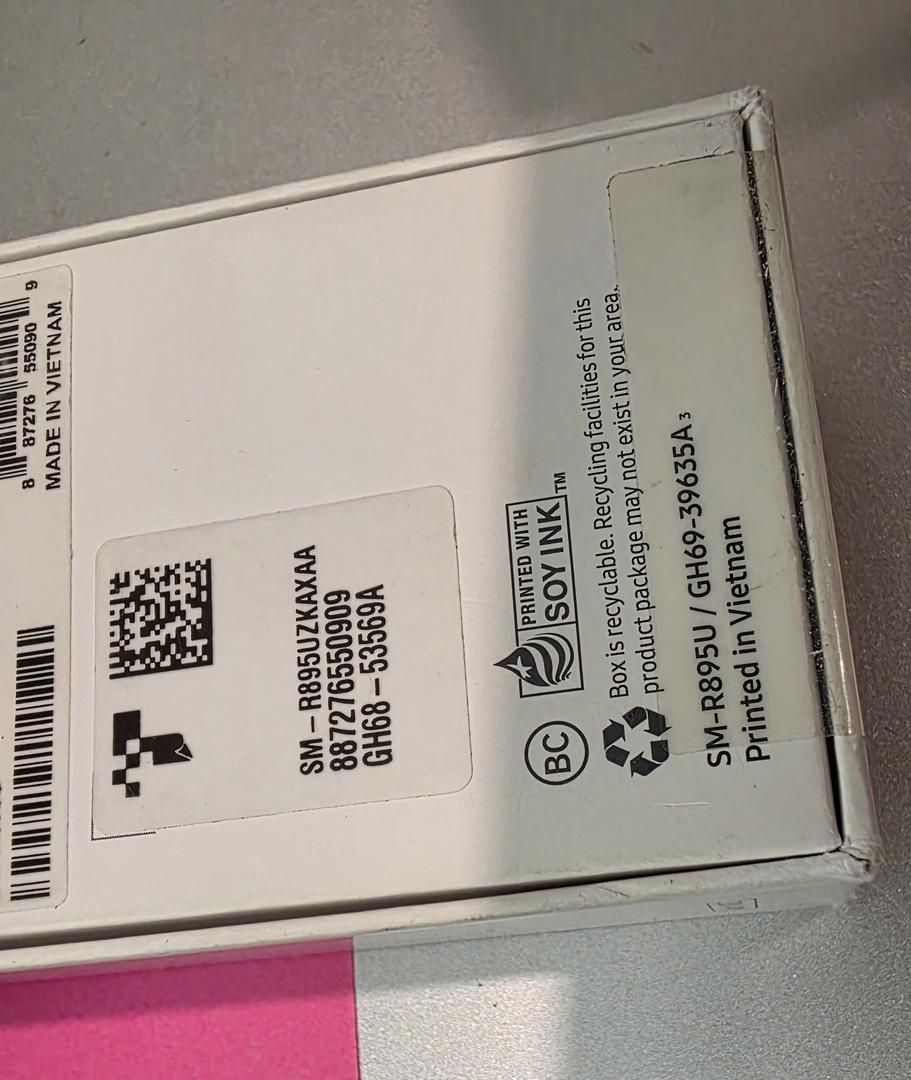 8 87276 55090 9
MADE IN VIETNAM
SM-R895UZKAXAA
887276550909
GH68-53569A
BC
PRINTED WITH
SOY INK™
Box is recyclable. Recycling facilities for this
product package may not exist in your area.
SM-R895U / GH69-39635A 3
Printed in Vietnam